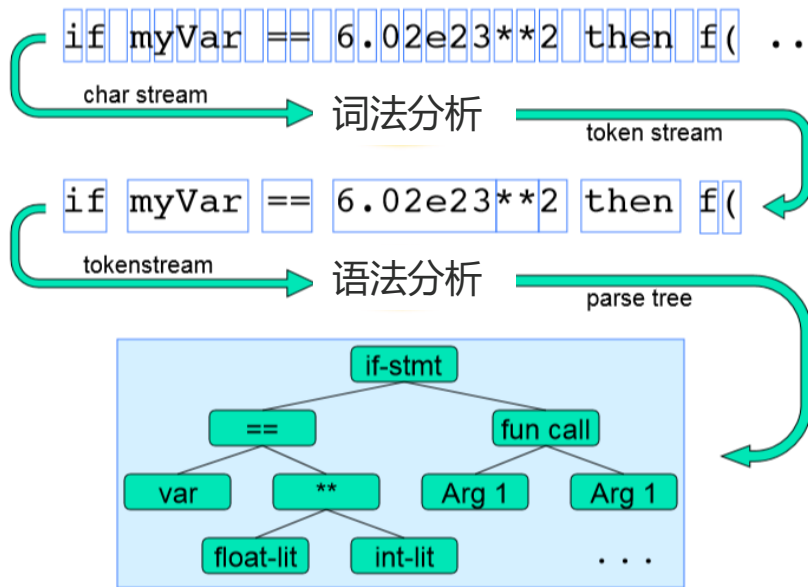 if myVar == 6.02e23**2 then f( ..
char stream
词法分析
token stream
if myVar == 6.02e23**2 then f(
tokenstream
语法分析
parse tree
if-stmt
== fun call
var ** Arg 1 Arg 1
float-lit int-lit ...